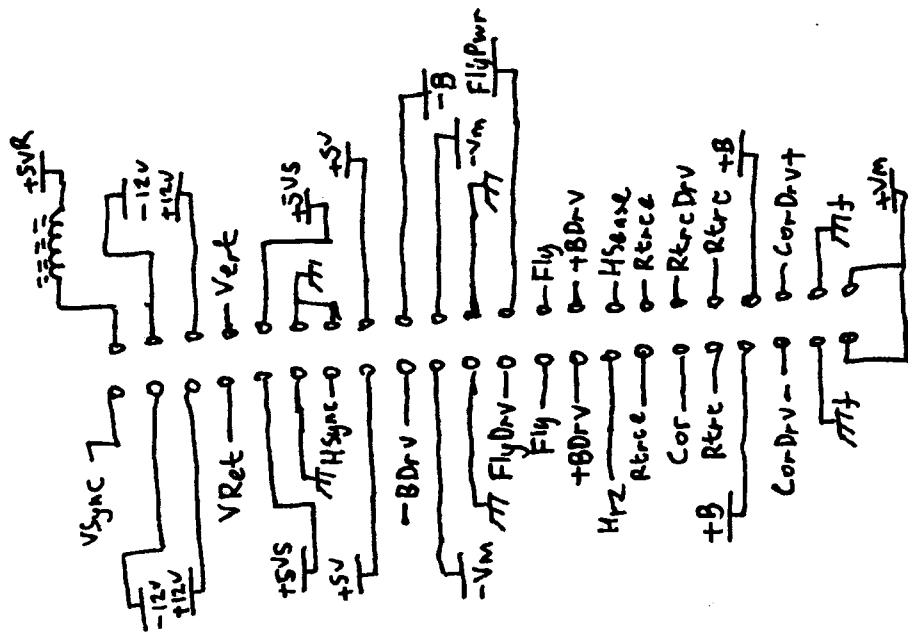 +5VR
VSync
-12V -12V
+12V +12V
VRet Vert
+5VS +5VS
HSync
+5V +5V
-BDrv -B
-Vm -Vm
FlyDrv FlyPwr
Fly Fly
+BDrv +BDrv
Hrz HSense
Rtrce Rtrce
Cor RtrcDrv
Rtrc Rtrc
+B +B
CorDrv- CorDrv+
+Vm